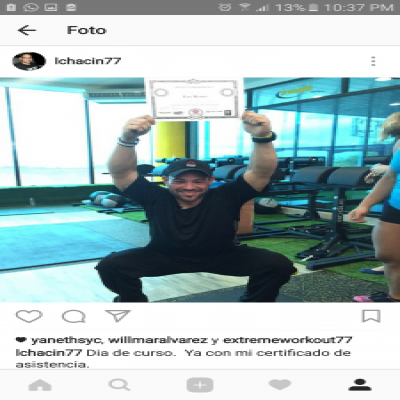 13% 10:37 PM
Foto
lchacin77
yanethsyc, willmaralvarez y extremeworkout77
lchacin77 Dia de curso. Ya con mi certificado de
asistencia.